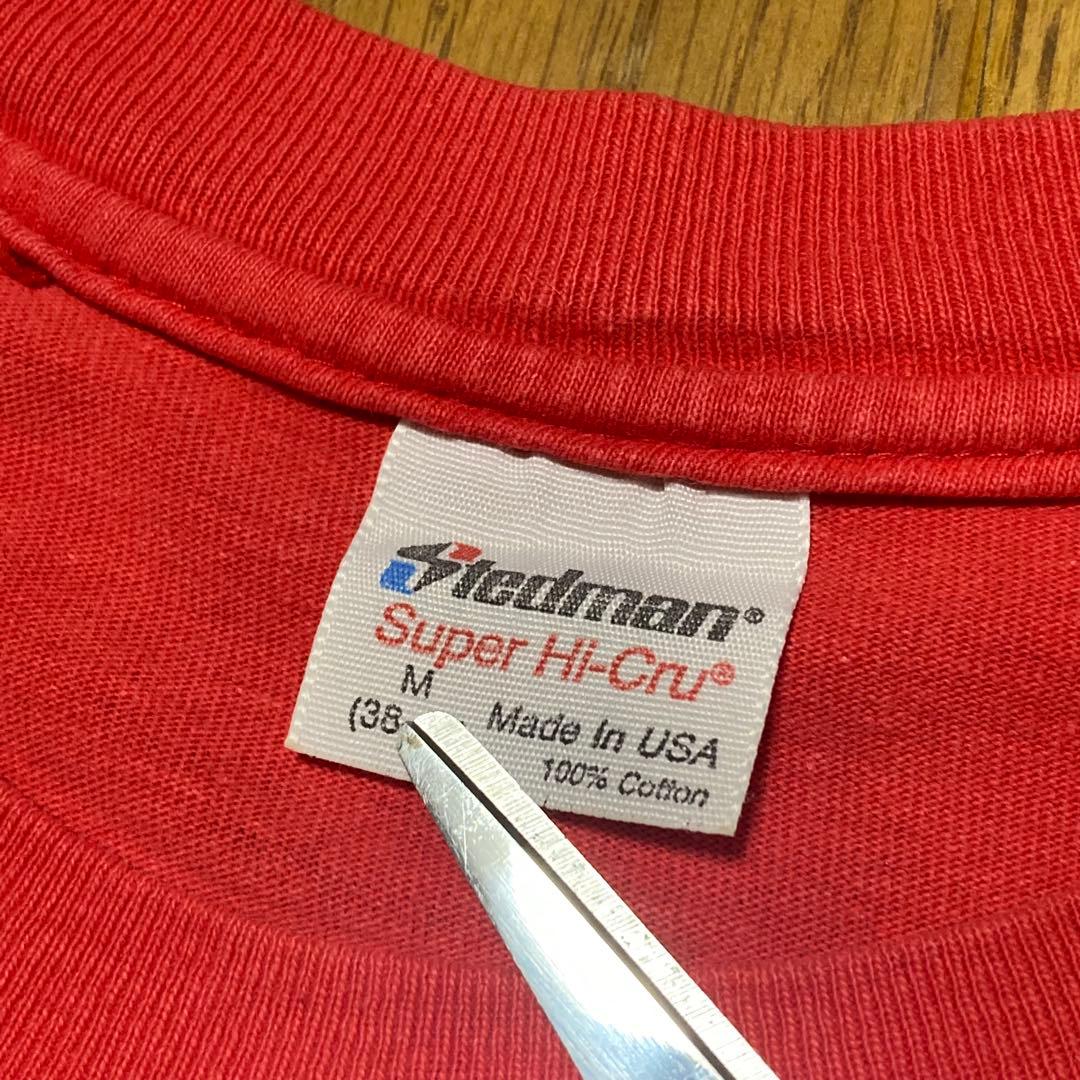 Stedman®
Super Hi-Cru®
M
(38
Made In USA
100% Cotton